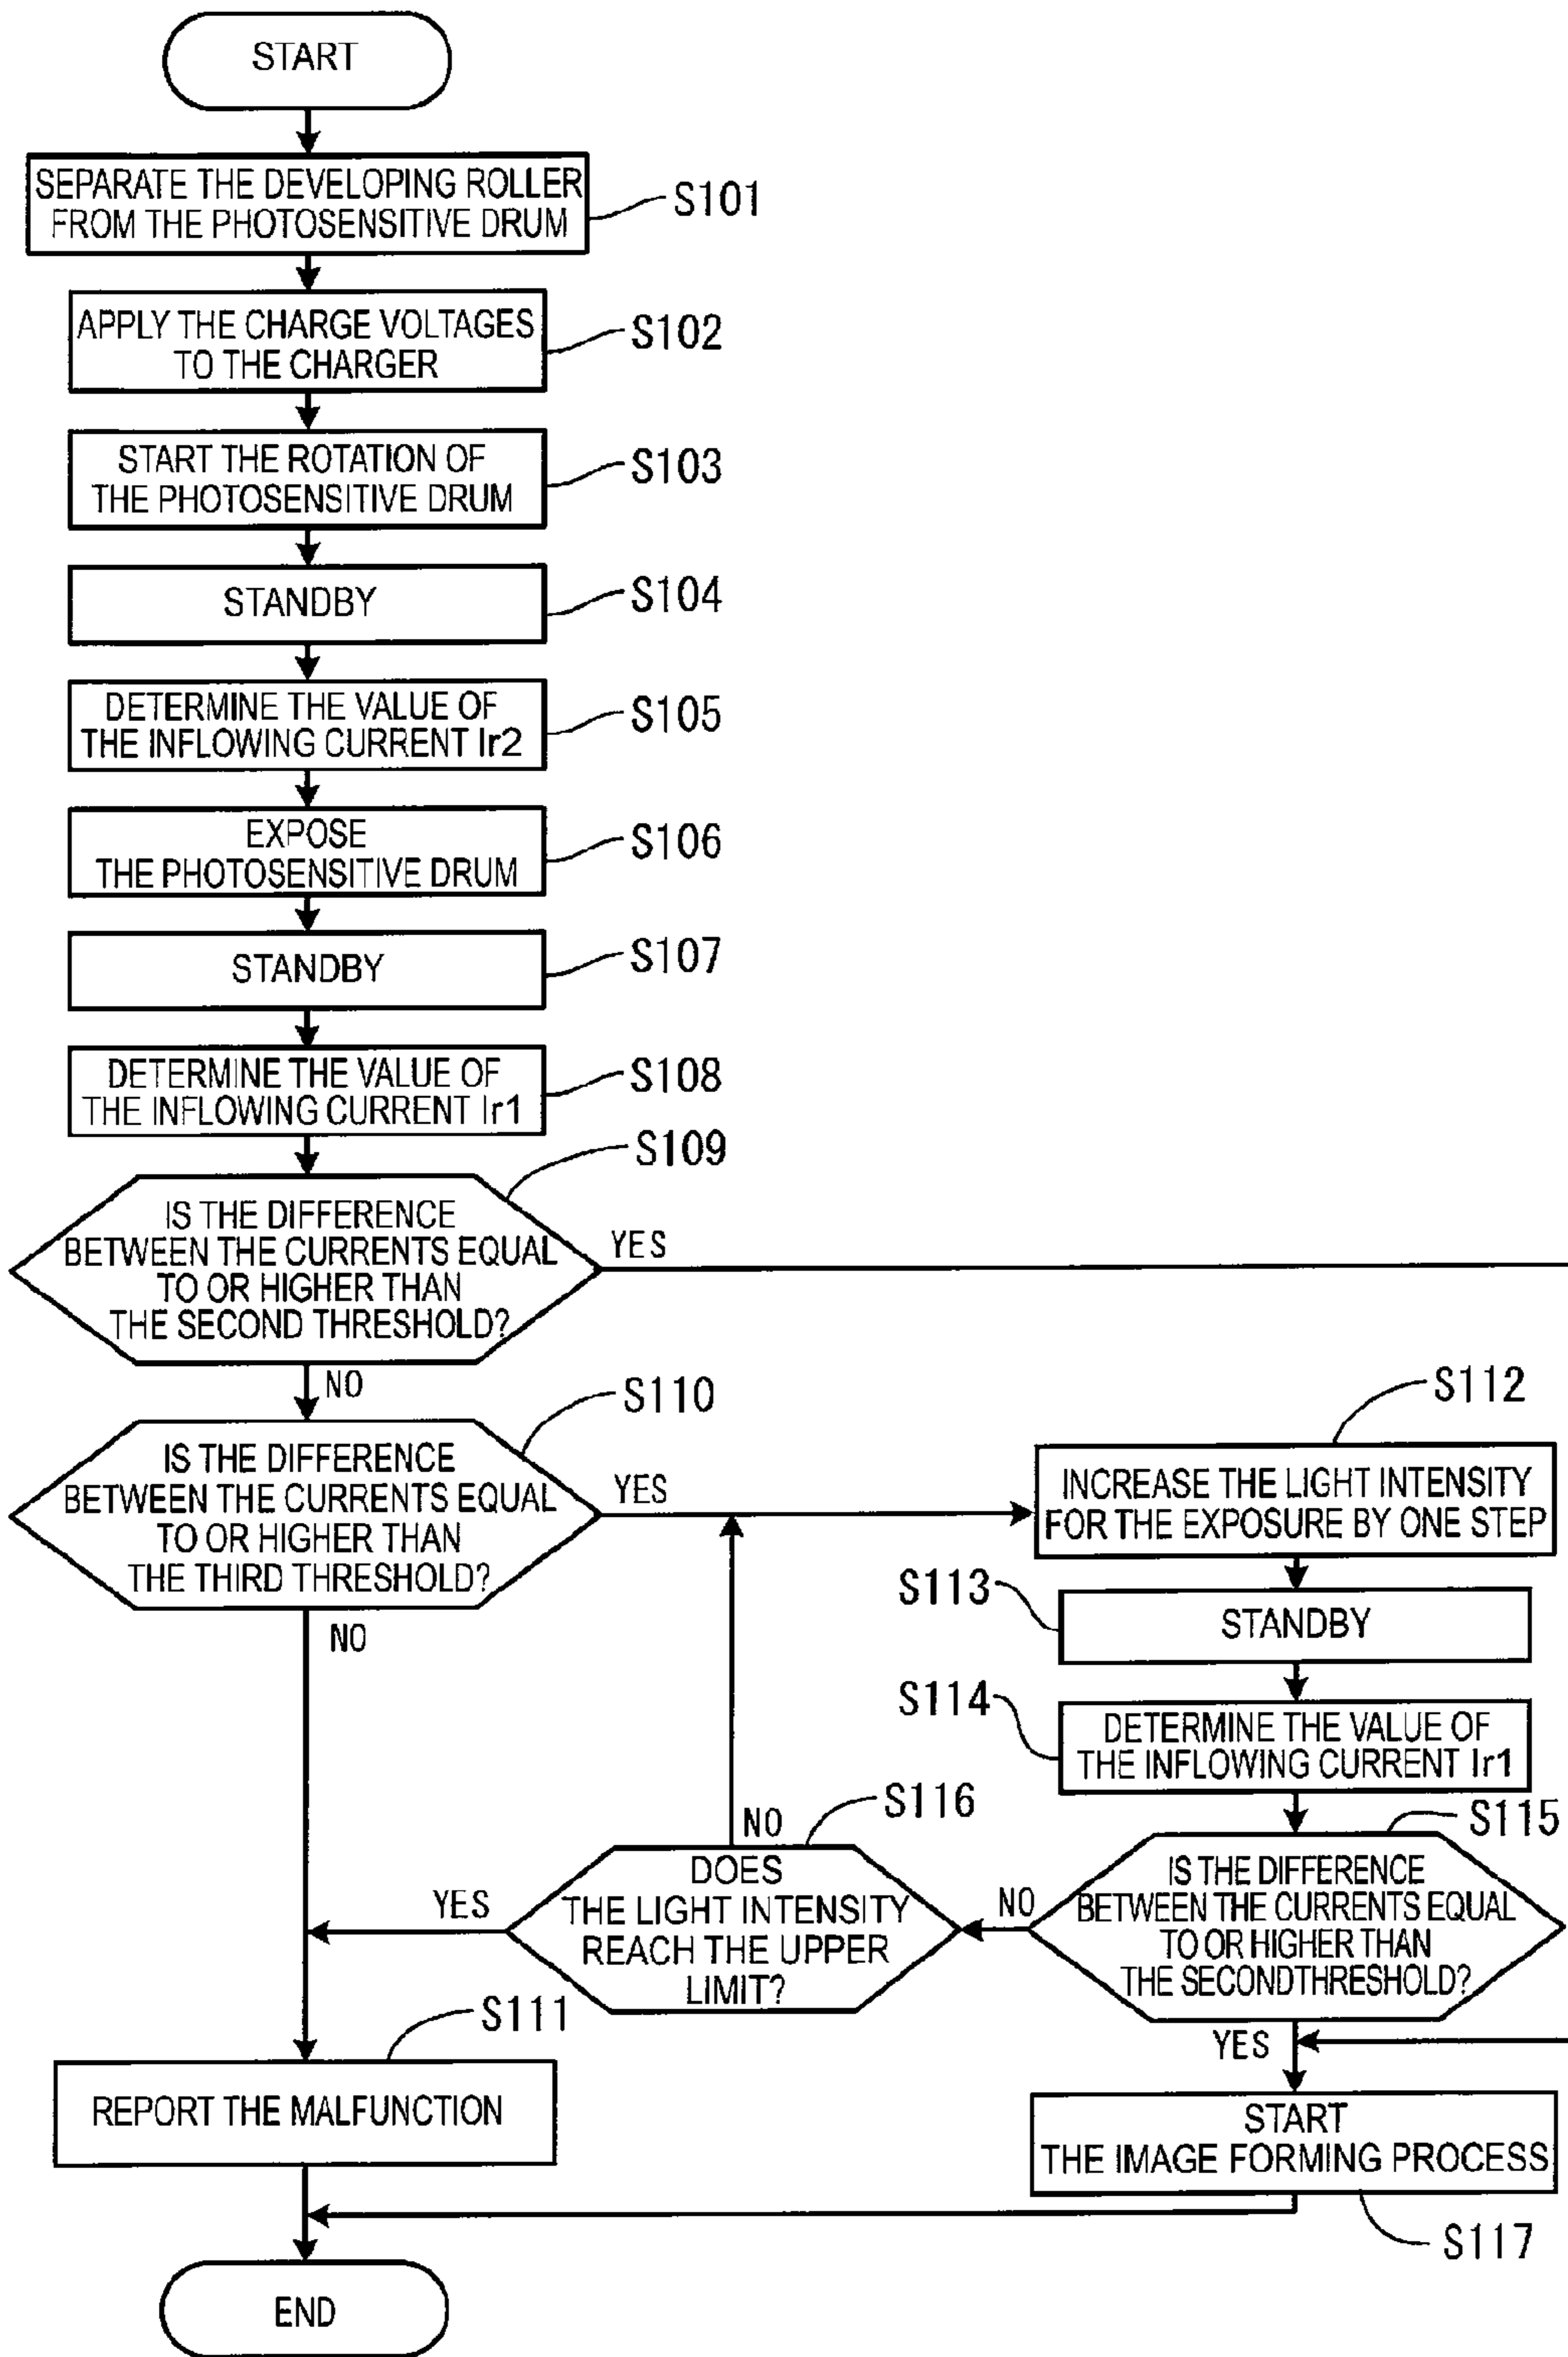 START
SEPARATE THE DEVELOPING ROLLER
FROM THE PHOTOSENSITIVE DRUM
S101
APPLY THE CHARGE VOLTAGES
TO THE CHARGER
S102
START THE ROTATION OF
THE PHOTOSENSITIVE DRUM
S103
STANDBY
S104
DETERMINE THE VALUE OF
THE INFLOWING CURRENT Ir2
S105
EXPOSE
THE PHOTOSENSITIVE DRUM
S106
STANDBY
S107
DETERMINE THE VALUE OF
THE INFLOWING CURRENT Ir1
S108
S109
IS THE DIFFERENCE
BETWEEN THE CURRENTS EQUAL
TO OR HIGHER THAN
THE SECOND THRESHOLD?
YES
NO
S110
IS THE DIFFERENCE
BETWEEN THE CURRENTS EQUAL
TO OR HIGHER THAN
THE THIRD THRESHOLD?
YES
NO
S112
INCREASE THE LIGHT INTENSITY
FOR THE EXPOSURE BY ONE STEP
S113
STANDBY
S114
DETERMINE THE VALUE OF
THE INFLOWING CURRENT Ir1
S115
IS THE DIFFERENCE
BETWEEN THE CURRENTS EQUAL
TO OR HIGHER THAN
THE SECONDTHRESHOLD?
NO
YES
S116
NO
DOES
THE LIGHT INTENSITY
REACH THE UPPER
LIMIT?
YES
S111
REPORT THE MALFUNCTION
START
THE IMAGE FORMING PROCESS
S117
END